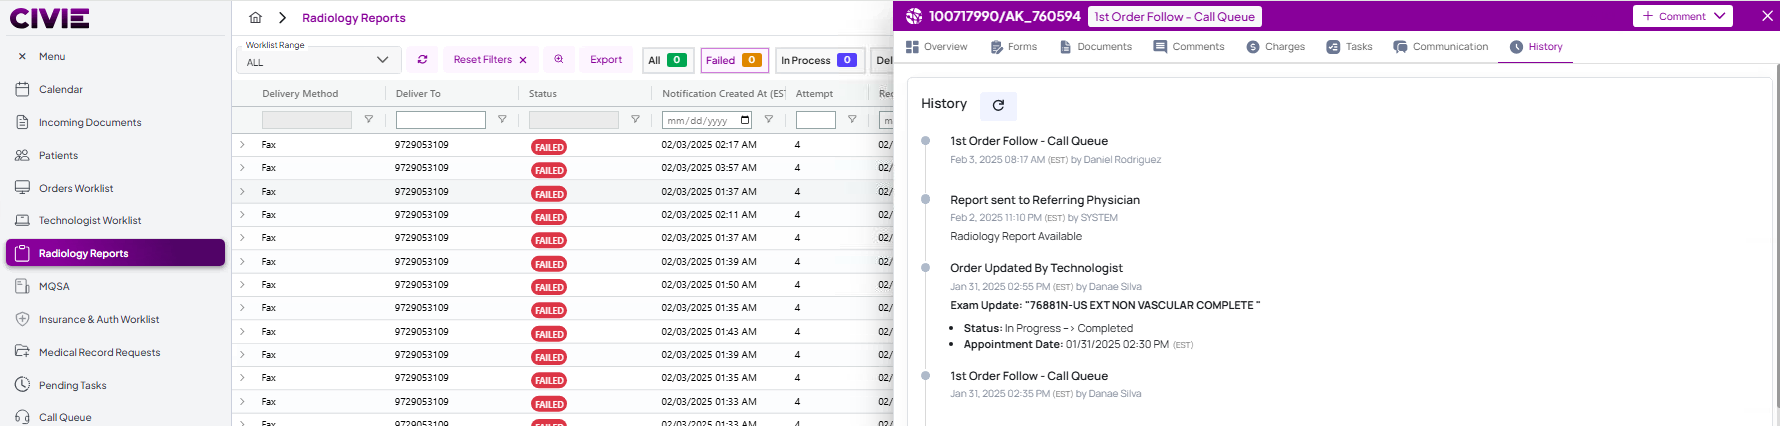 CIVIE
Menu
Calendar
Incoming Documents
Patients
Orders Worklist
Technologist Worklist
Radiology Reports
MQSA
Insurance & Auth Worklist
Medical Record Requests
Pending Tasks
Call Queue
Radiology Reports
Worklist Range
ALL
Reset Filters
Export
All 0
Failed 0
In Process 0
Del
Delivery Method Deliver To Status Notification Created At (EST Attempt Rec
mm/dd/yyyy m
Fax 9729053109 FAILED 02/03/2025 02:17 AM 4 02/
Fax 9729053109 FAILED 02/03/2025 03:57 AM 4 02/
Fax 9729053109 FAILED 02/03/2025 01:37 AM 4 02/
Fax 9729053109 FAILED 02/03/2025 02:11 AM 4 02/
Fax 9729053109 FAILED 02/03/2025 01:37 AM 4 02/
Fax 9729053109 FAILED 02/03/2025 01:39 AM 4 02/
Fax 9729053109 FAILED 02/03/2025 01:50 AM 4 02/
Fax 9729053109 FAILED 02/03/2025 01:35 AM 4 02/
Fax 9729053109 FAILED 02/03/2025 01:43 AM 4 02/
Fax 9729053109 FAILED 02/03/2025 01:39 AM 4 02/
Fax 9729053109 FAILED 02/03/2025 01:35 AM 4 02/
Fax 9729053109 FAILED 02/03/2025 01:33 AM 4 02/
100717990/AK_760594 1st Order Follow - Call Queue
Comment
Overview Forms Documents Comments Charges Tasks Communication History
History
1st Order Follow - Call Queue
Feb 3, 2025 08:17 AM (EST) by Daniel Rodriguez
Report sent to Referring Physician
Feb 2, 2025 11:10 PM (EST) by SYSTEM
Radiology Report Available
Order Updated By Technologist
Jan 31, 2025 02:55 PM (EST) by Danae Silva
Exam Update: "76881N-US EXT NON VASCULAR COMPLETE "
• Status: In Progress --> Completed
• Appointment Date: 01/31/2025 02:30 PM (EST)
1st Order Follow - Call Queue
Jan 31, 2025 02:35 PM (EST) by Danae Silva